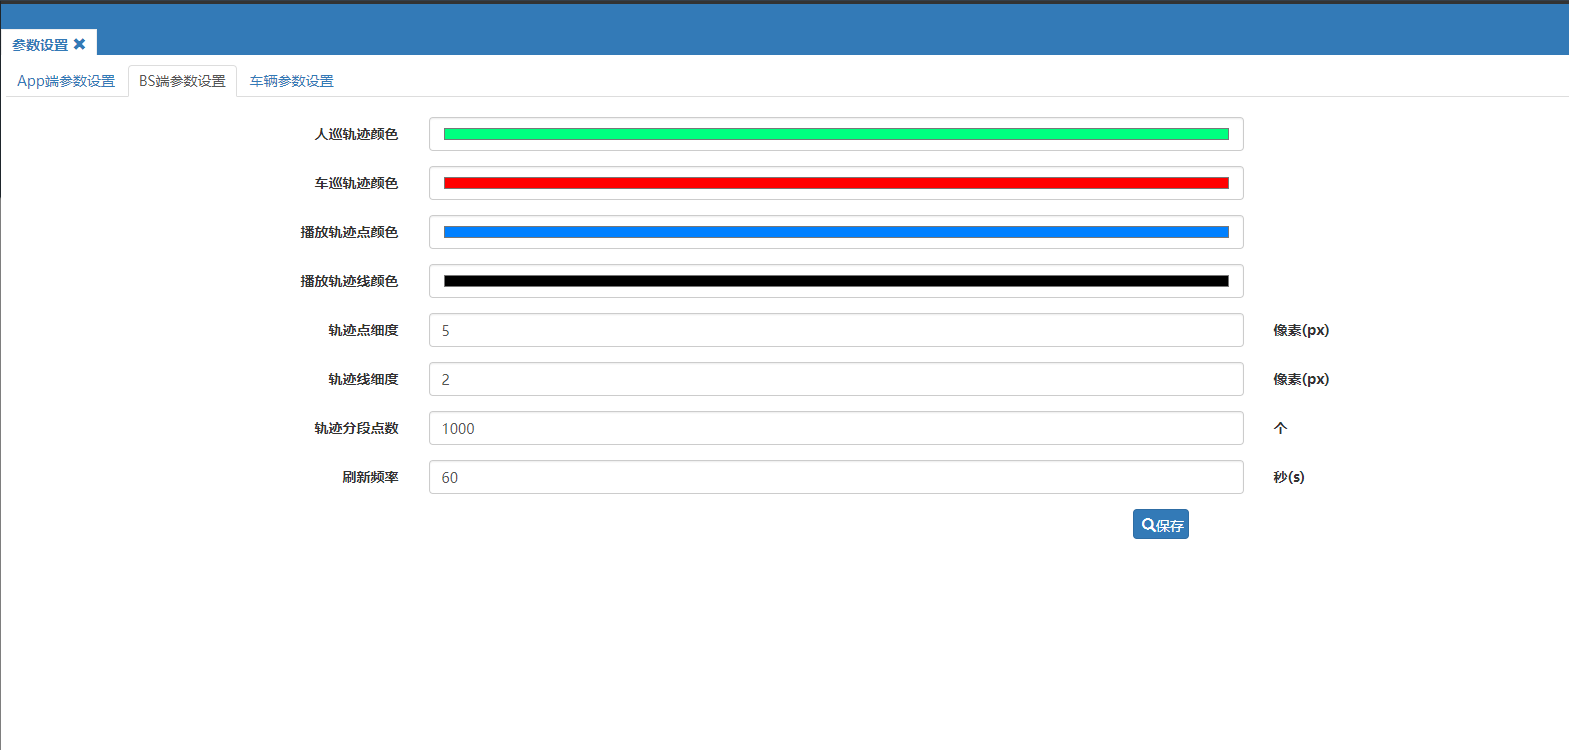 参数设置
App端参数设置 BS端参数设置 车辆参数设置
人巡轨迹颜色
车巡轨迹颜色
播放轨迹点颜色
播放轨迹线颜色
轨迹点细度 5 像素(px)
轨迹线细度 2 像素(px)
轨迹分段点数 1000 个
刷新频率 60 秒(s)
保存